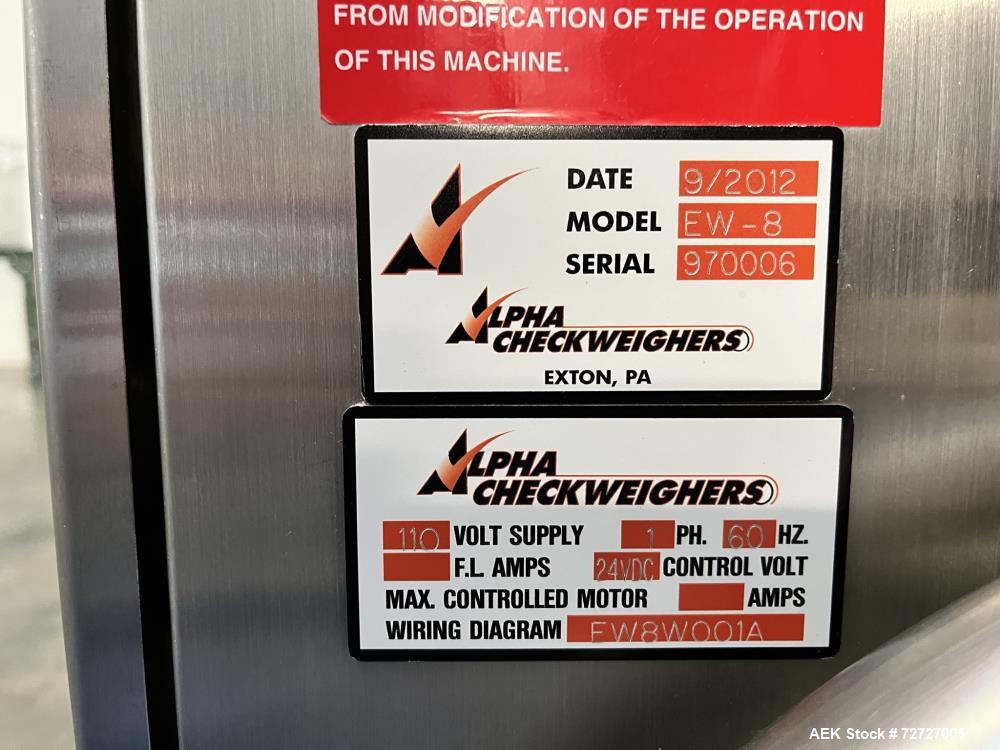 FROM MODIFICATION OF THE OPERATION
OF THIS MACHINE.
DATE 9/2012
MODEL EW-8
SERIAL 970006
ALPHA
CHECKWEIGHERS
EXTON, PA
ALPHA
CHECKWEIGHERS
110 VOLT SUPPLY 1 PH. 60 HZ.
F.L. AMPS 24VDC CONTROL VOLT
MAX. CONTROLLED MOTOR AMPS
WIRING DIAGRAM EW8W001A
AEK Stock # 72727005